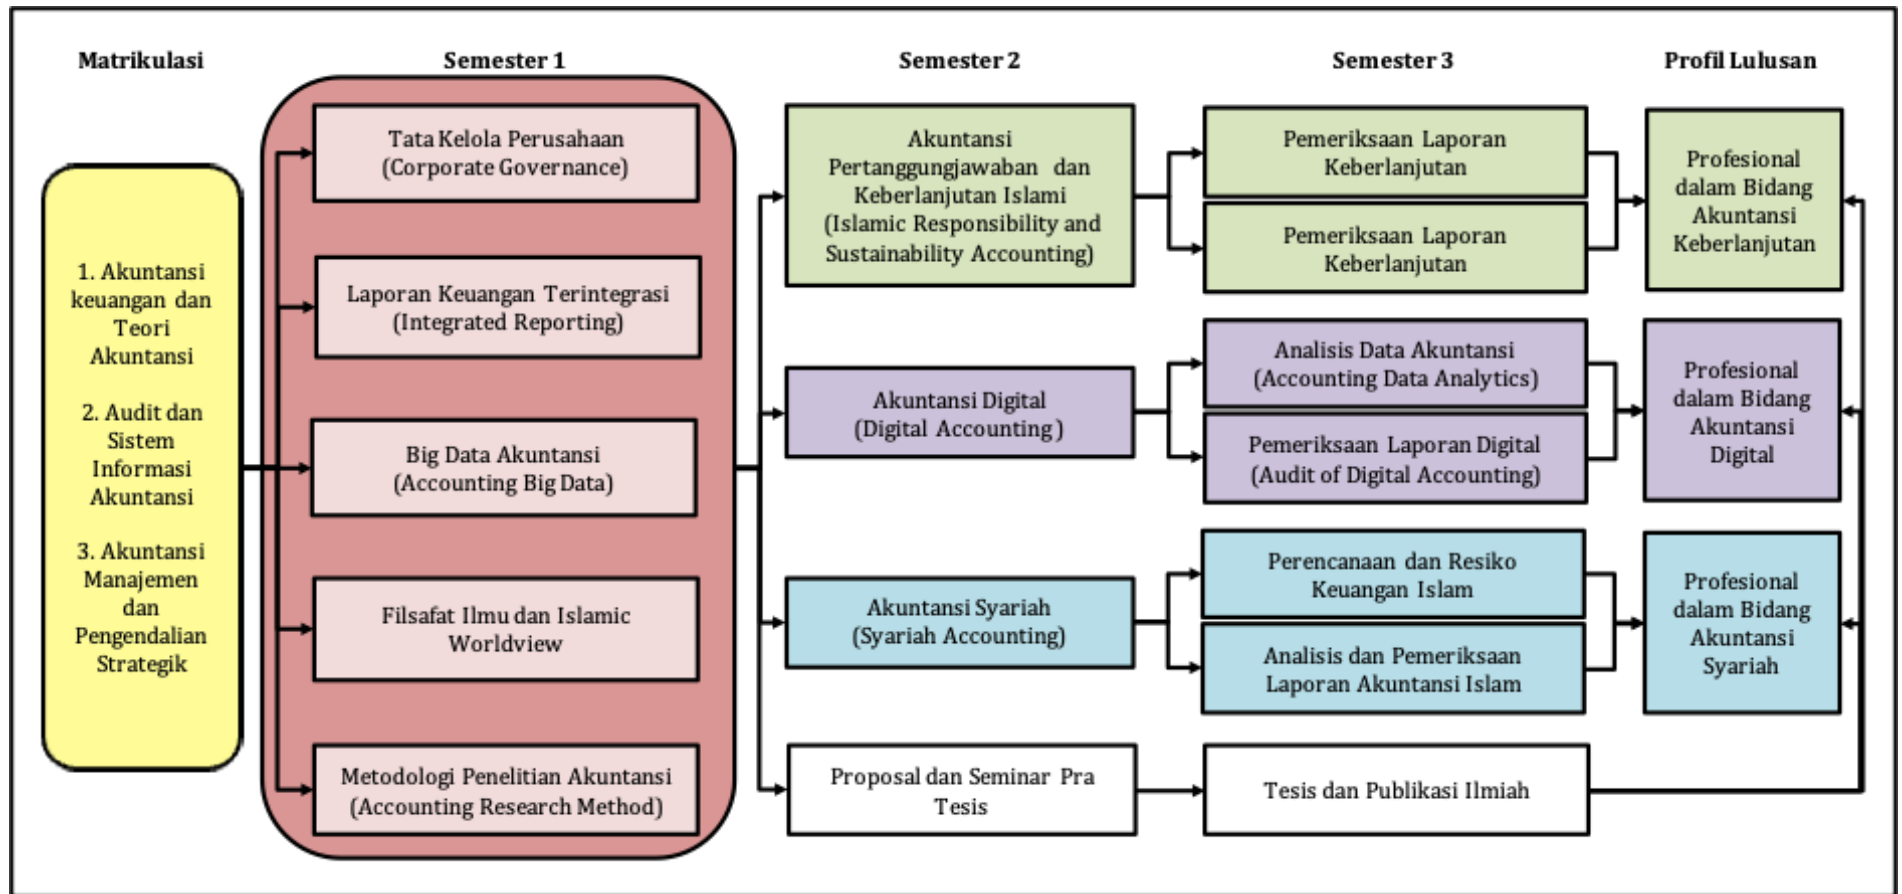 Matrikulasi
Semester 1
Semester 2
Semester 3
Profil Lulusan
1. Akuntansi
keuangan dan
Teori
Akuntansi
2. Audit dan
Sistem
Informasi
Akuntansi
3. Akuntansi
Manajemen
dan
Pengendalian
Strategik
Tata Kelola Perusahaan
(Corporate Governance)
Laporan Keuangan Terintegrasi
(Integrated Reporting)
Big Data Akuntansi
(Accounting Big Data)
Filsafat Ilmu dan Islamic
Worldview
Metodologi Penelitian Akuntansi
(Accounting Research Method)
Akuntansi
Pertanggungjawaban dan
Keberlanjutan Islami
(Islamic Responsibility and
Sustainability Accounting)
Akuntansi Digital
(Digital Accounting)
Akuntansi Syariah
(Syariah Accounting)
Proposal dan Seminar Pra
Tesis
Pemeriksaan Laporan
Keberlanjutan
Pemeriksaan Laporan
Keberlanjutan
Analisis Data Akuntansi
(Accounting Data Analytics)
Pemeriksaan Laporan Digital
(Audit of Digital Accounting)
Perencanaan dan Resiko
Keuangan Islam
Analisis dan Pemeriksaan
Laporan Akuntansi Islam
Tesis dan Publikasi Ilmiah
Profesional
dalam Bidang
Akuntansi
Keberlanjutan
Profesional
dalam Bidang
Akuntansi
Digital
Profesional
dalam Bidang
Akuntansi
Syariah